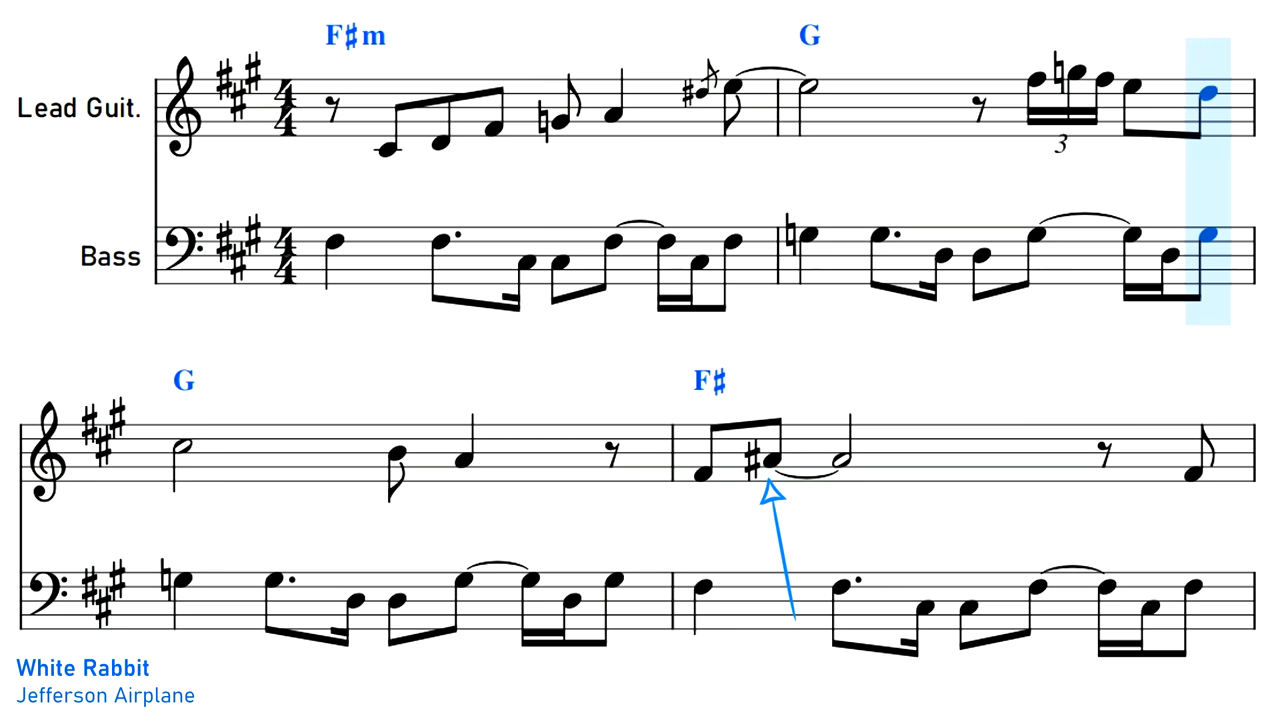 F♯m G
Lead Guit.
3
Bass
G F♯
White Rabbit
Jefferson Airplane